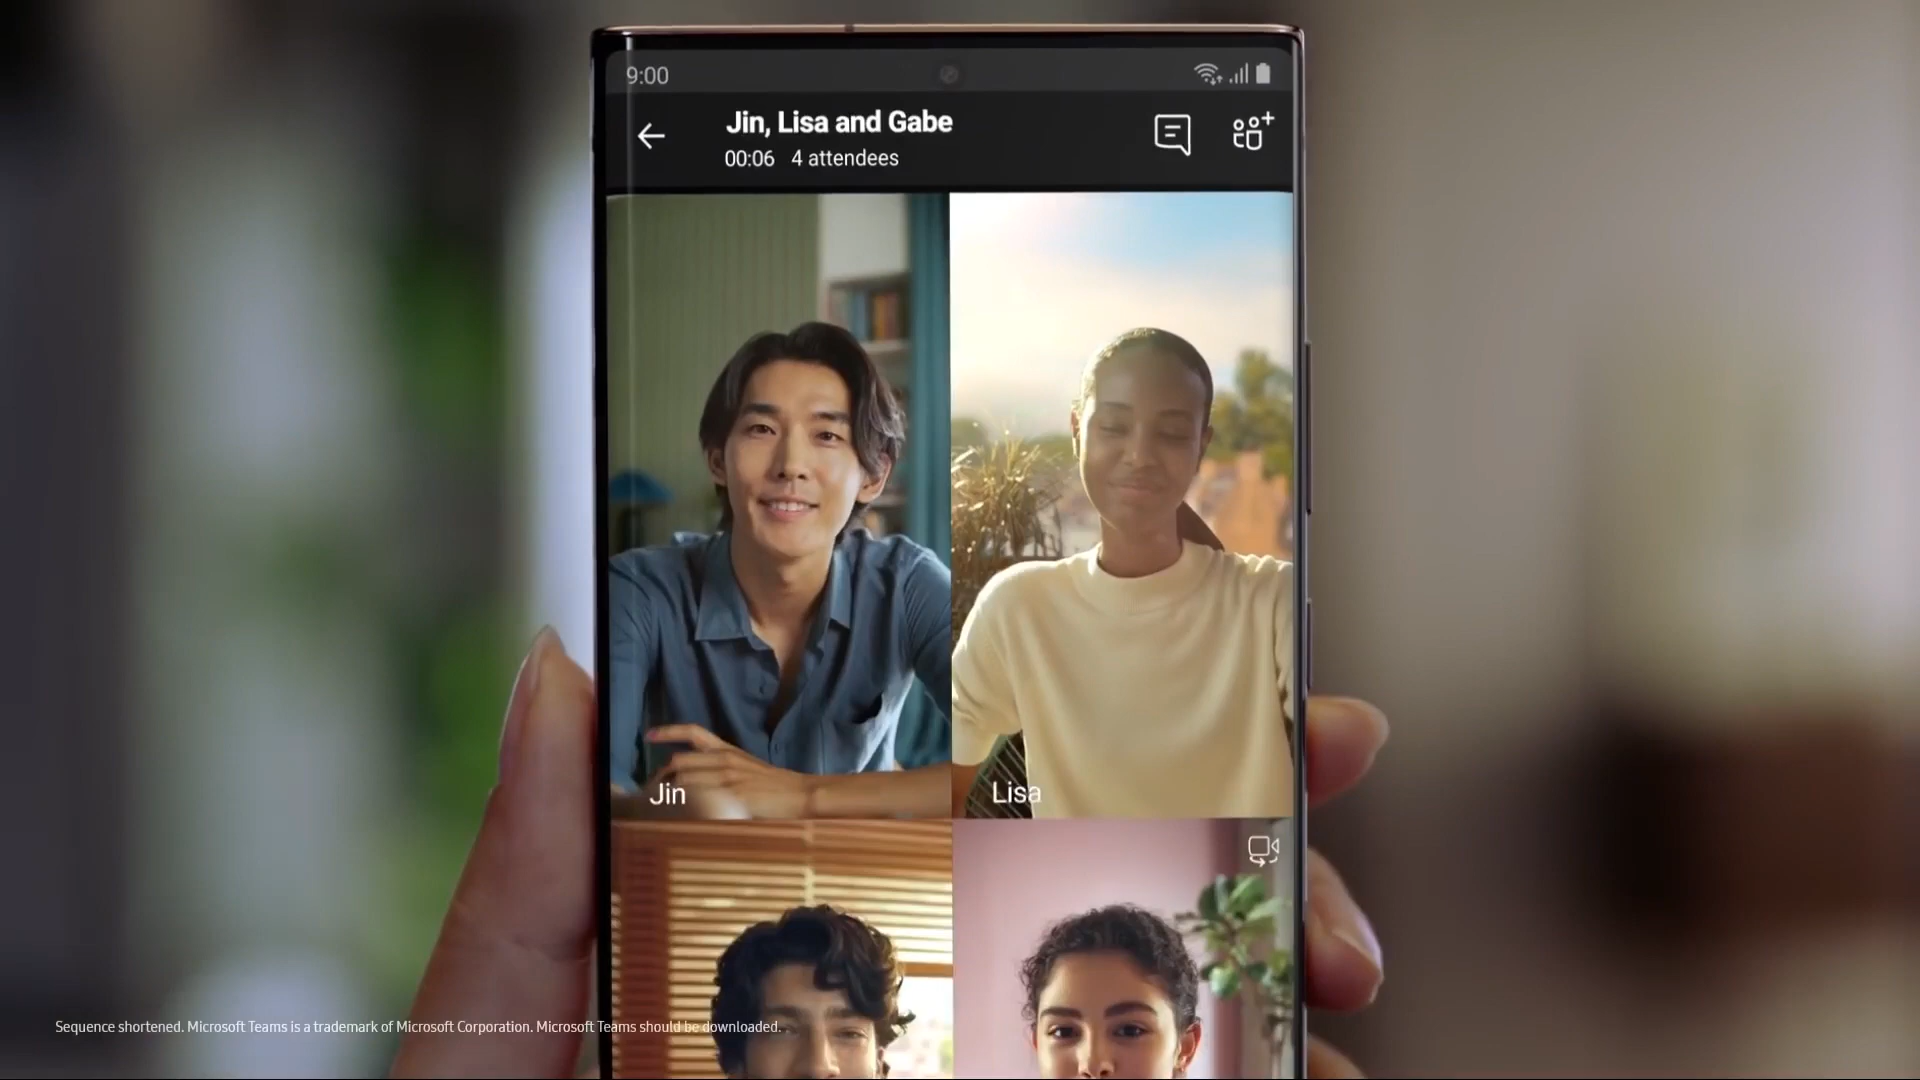 9:00
Jin, Lisa and Gabe
00:06 4 attendees
Jin
Lisa
Sequence shortened. Microsoft Teams is a trademark of Microsoft Corporation. Microsoft Teams should be downloaded.